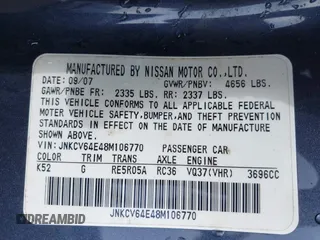 MANUFACTURED BY NISSAN MOTOR CO.,LTD.
DATE: 09/07 GVWR/PNBV: 4656 LBS.
GAWR/PNBE FR: 2335 LBS. RR: 2337 LBS.
THIS VEHICLE CONFORMS TO ALL APPLICABLE FEDERAL
MOTOR VEHICLE SAFETY,BUMPER,AND THEFT PREVENTION
STANDARDS IN EFFECT ON THE DATE OF MANUFACTURE
SHOWN ABOVE.
VIN: JNKCV64E48M106770 PASSENGER CAR
COLOR TRIM TRANS AXLE ENGINE
K52 G RE5R05A RC36 VQ37(VHR) 3696CC
JNKCV64E48M106770
DREAMBID